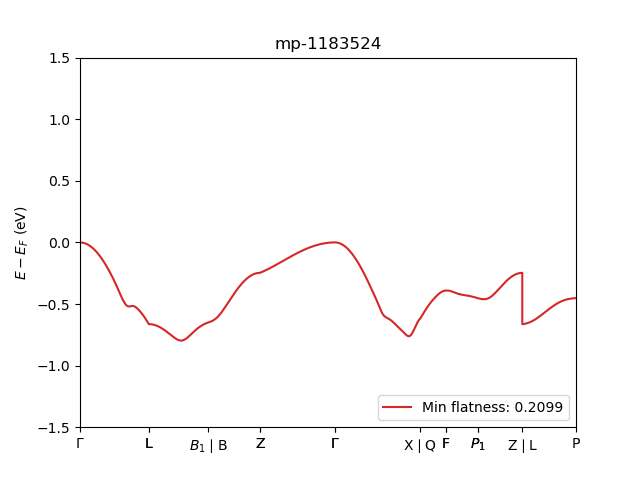 mp-1183524
E − E_F (eV)
1.5
1.0
0.5
0.0
−0.5
−1.0
−1.5
Min flatness: 0.2099
Γ L B₁ | B Z Γ X | Q F P₁ Z | L P